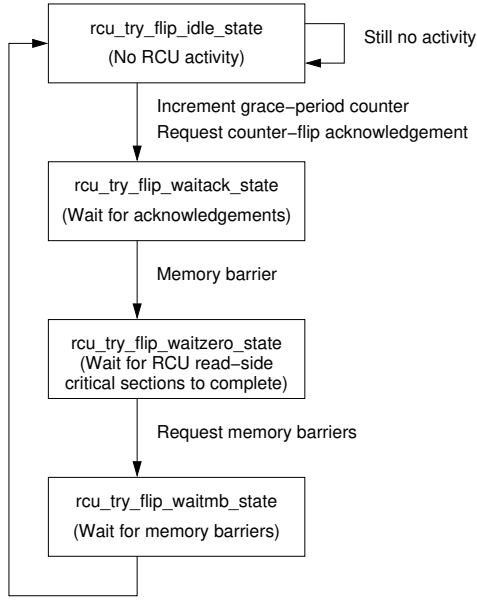 rcu_try_flip_idle_state
(No RCU activity)
Still no activity
Increment grace−period counter
Request counter−flip acknowledgement
rcu_try_flip_waitack_state
(Wait for acknowledgements)
Memory barrier
rcu_try_flip_waitzero_state
(Wait for RCU read−side
critical sections to complete)
Request memory barriers
rcu_try_flip_waitmb_state
(Wait for memory barriers)